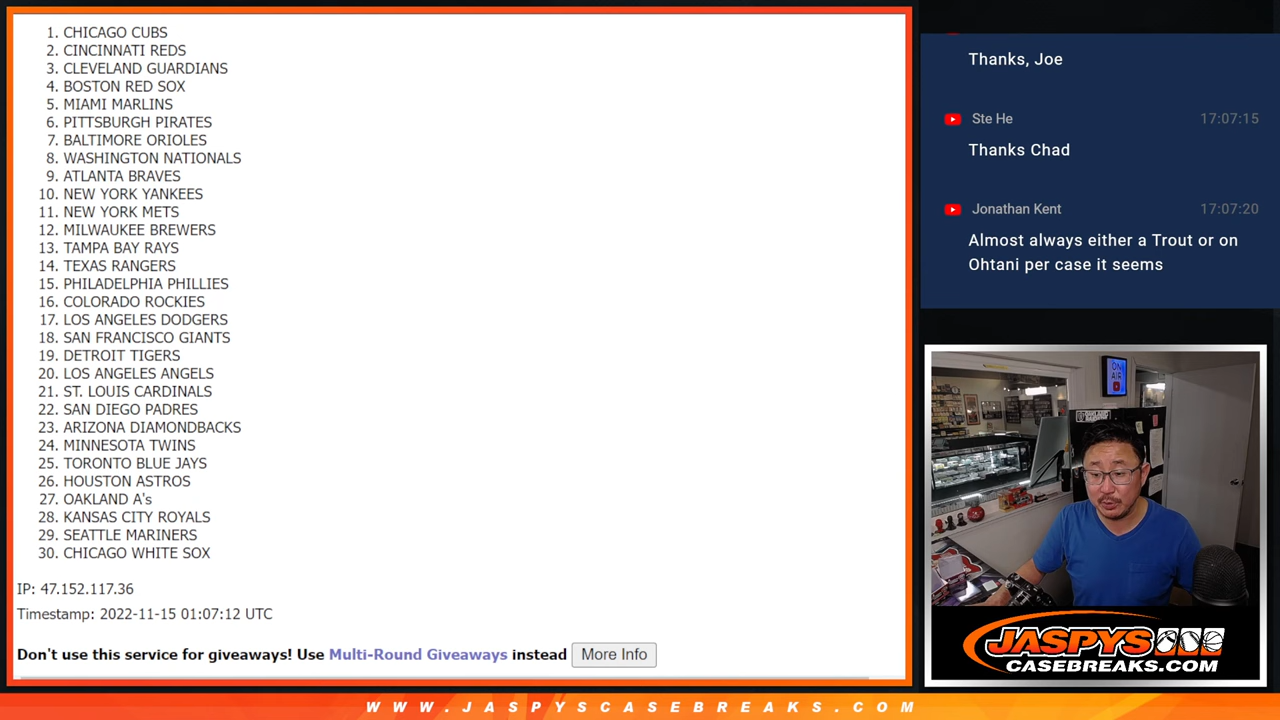 1. CHICAGO CUBS
2. CINCINNATI REDS
3. CLEVELAND GUARDIANS
4. BOSTON RED SOX
5. MIAMI MARLINS
6. PITTSBURGH PIRATES
7. BALTIMORE ORIOLES
8. WASHINGTON NATIONALS
9. ATLANTA BRAVES
10. NEW YORK YANKEES
11. NEW YORK METS
12. MILWAUKEE BREWERS
13. TAMPA BAY RAYS
14. TEXAS RANGERS
15. PHILADELPHIA PHILLIES
16. COLORADO ROCKIES
17. LOS ANGELES DODGERS
18. SAN FRANCISCO GIANTS
19. DETROIT TIGERS
20. LOS ANGELES ANGELS
21. ST. LOUIS CARDINALS
22. SAN DIEGO PADRES
23. ARIZONA DIAMONDBACKS
24. MINNESOTA TWINS
25. TORONTO BLUE JAYS
26. HOUSTON ASTROS
27. OAKLAND A's
28. KANSAS CITY ROYALS
29. SEATTLE MARINERS
30. CHICAGO WHITE SOX
IP: 47.152.117.36
Timestamp: 2022-11-15 01:07:12 UTC
Don't use this service for giveaways! Use Multi-Round Giveaways instead More Info
Thanks, Joe
Ste He 17:07:15
Thanks Chad
Jonathan Kent 17:07:20
Almost always either a Trout or on
Ohtani per case it seems
ON
AIR
JASPYS
CASEBREAKS.COM
WWW.JASPYSCASEBREAKS.COM